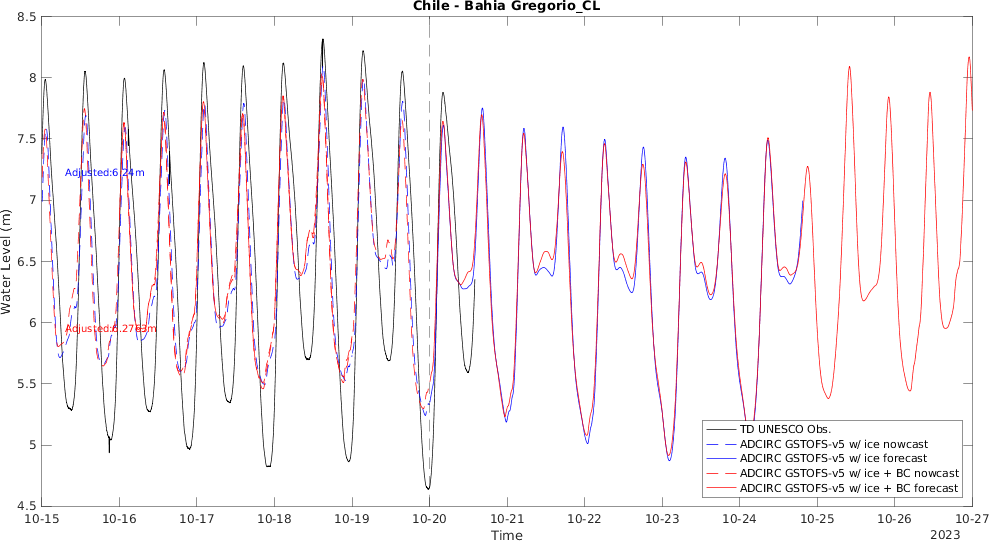 Chile - Bahia Gregorio_CL
8.5
8
7.5
7
6.5
6
5.5
5
4.5
Water Level (m)
Adjusted:6.24m
Adjusted:6.2763m
TD UNESCO Obs.
ADCIRC GSTOFS-v5 w/ ice nowcast
ADCIRC GSTOFS-v5 w/ ice forecast
ADCIRC GSTOFS-v5 w/ ice + BC nowcast
ADCIRC GSTOFS-v5 w/ ice + BC forecast
10-15 10-16 10-17 10-18 10-19 10-20 10-21 10-22 10-23 10-24 10-25 10-26 10-27
Time
2023